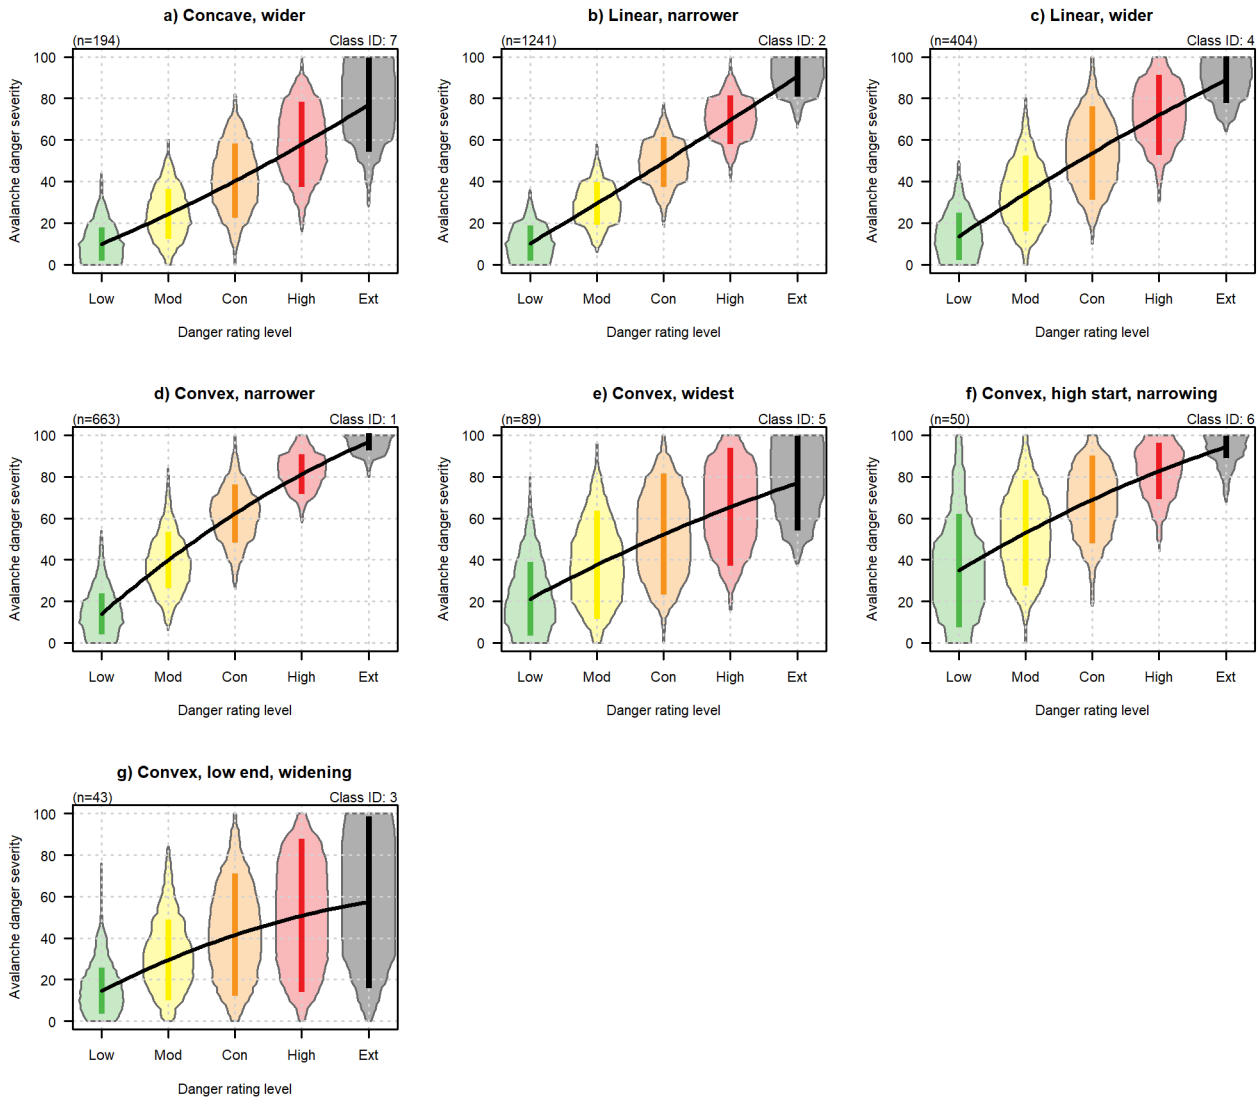 a) Concave, wider
(n=194) Class ID: 7
Avalanche danger severity
100
80
60
40
20
0
Low Mod Con High Ext
Danger rating level
b) Linear, narrower
(n=1241) Class ID: 2
Avalanche danger severity
100
80
60
40
20
0
Low Mod Con High Ext
Danger rating level
c) Linear, wider
(n=404) Class ID: 4
Avalanche danger severity
100
80
60
40
20
0
Low Mod Con High Ext
Danger rating level
d) Convex, narrower
(n=663) Class ID: 1
Avalanche danger severity
100
80
60
40
20
0
Low Mod Con High Ext
Danger rating level
e) Convex, widest
(n=89) Class ID: 5
Avalanche danger severity
100
80
60
40
20
0
Low Mod Con High Ext
Danger rating level
f) Convex, high start, narrowing
(n=50) Class ID: 6
Avalanche danger severity
100
80
60
40
20
0
Low Mod Con High Ext
Danger rating level
g) Convex, low end, widening
(n=43) Class ID: 3
Avalanche danger severity
100
80
60
40
20
0
Low Mod Con High Ext
Danger rating level